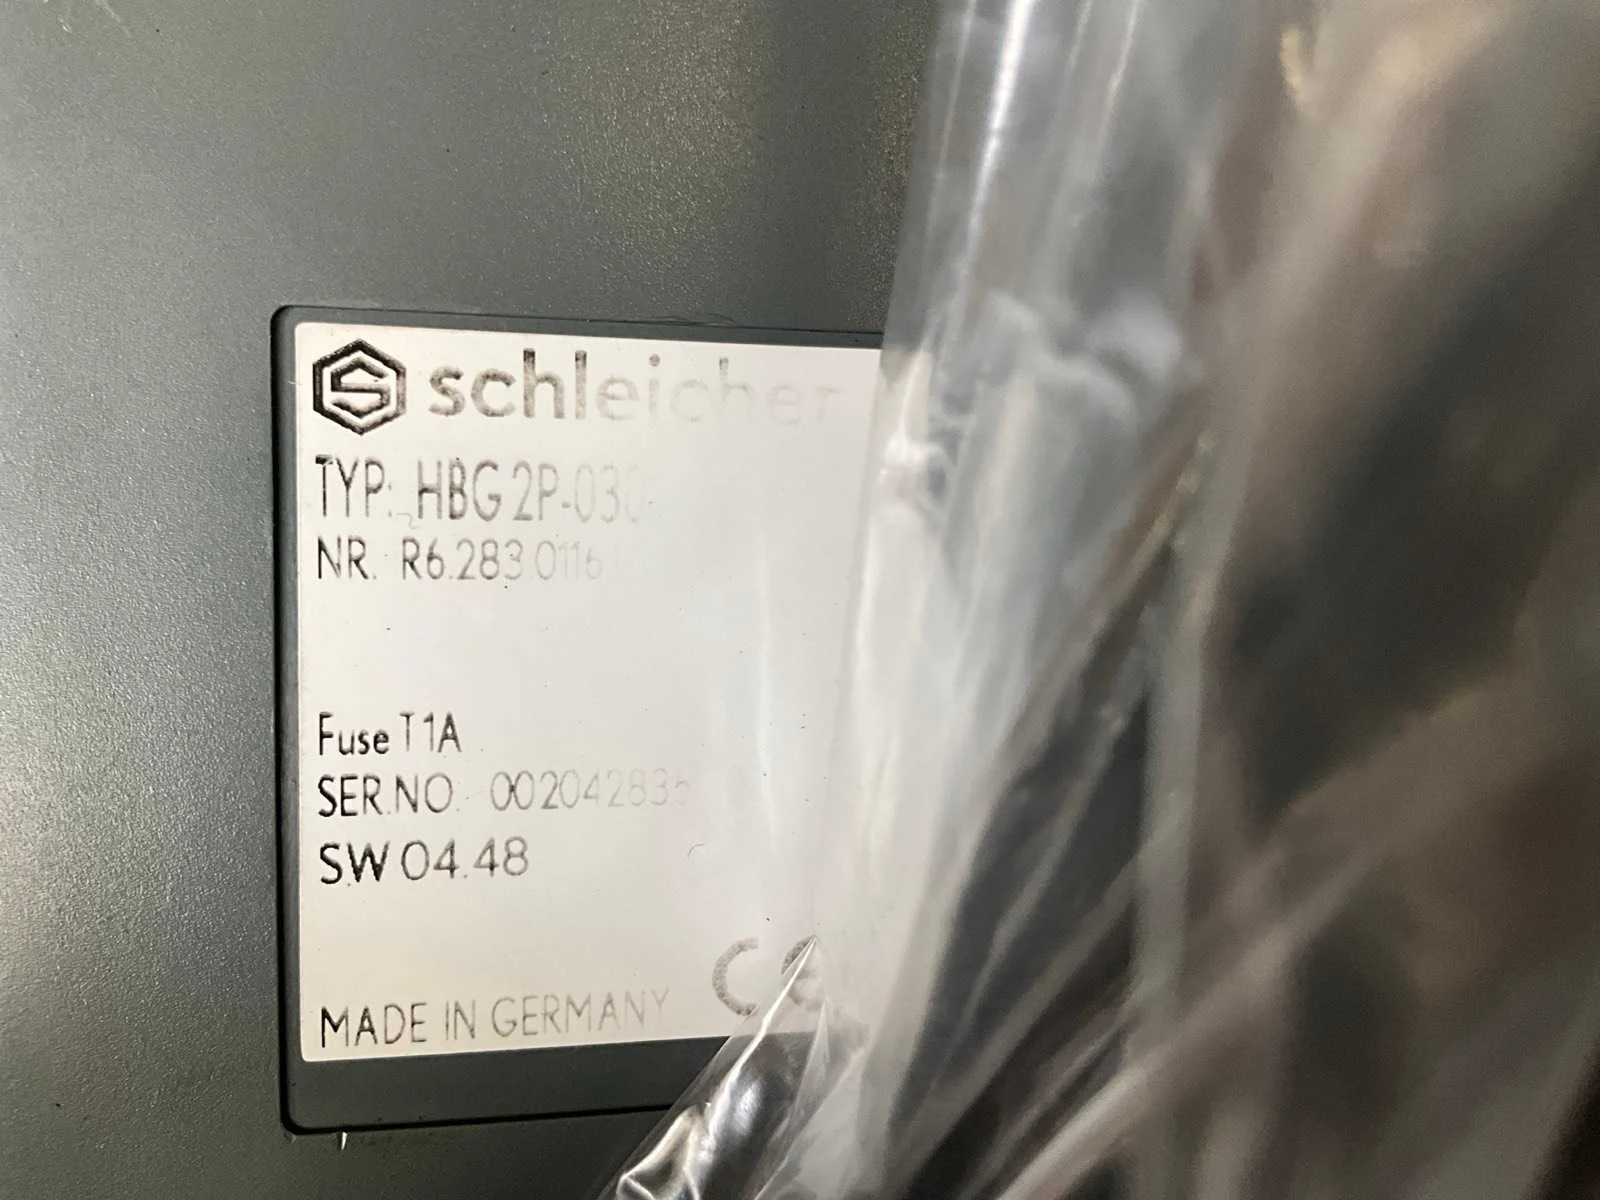 schleicher
TYP: HBG 2P-030
NR. R6.283.0116
Fuse T1A
SER.NO.
SW 04.48
CE
MADE IN GERMANY